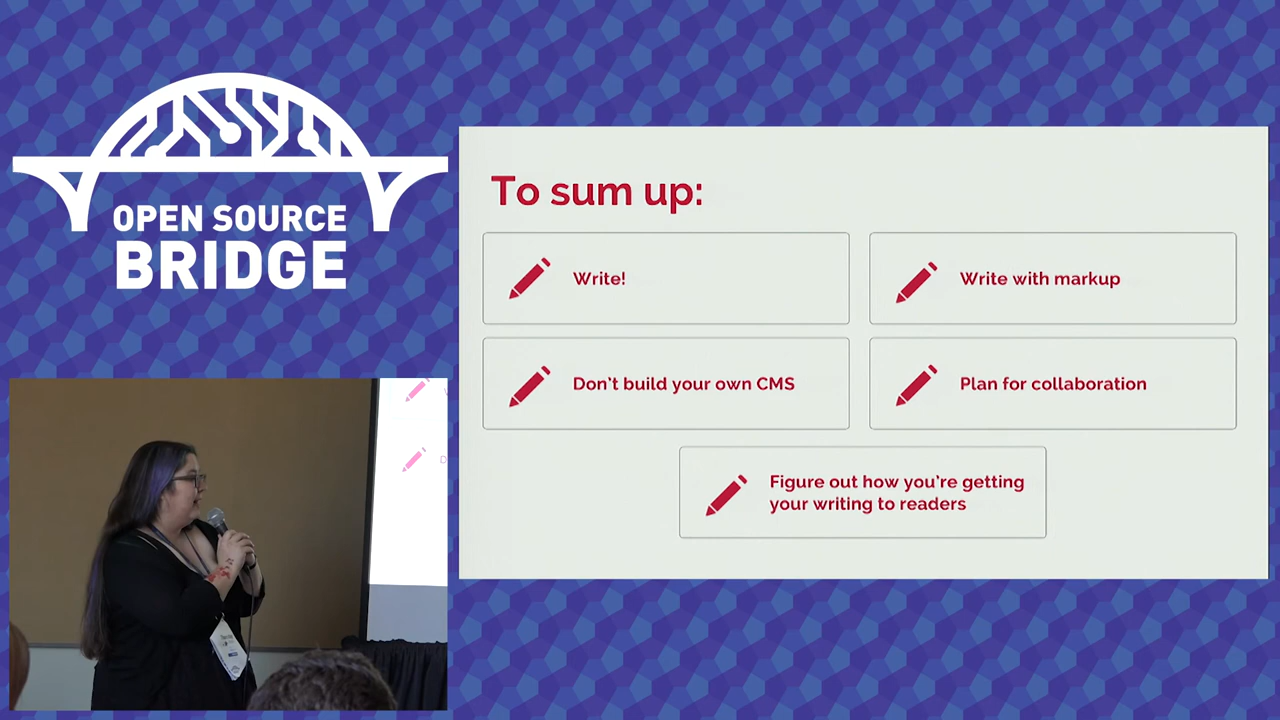 OPEN SOURCE
BRIDGE
To sum up:
Write!
Write with markup
Don't build your own CMS
Plan for collaboration
Figure out how you're getting
your writing to readers